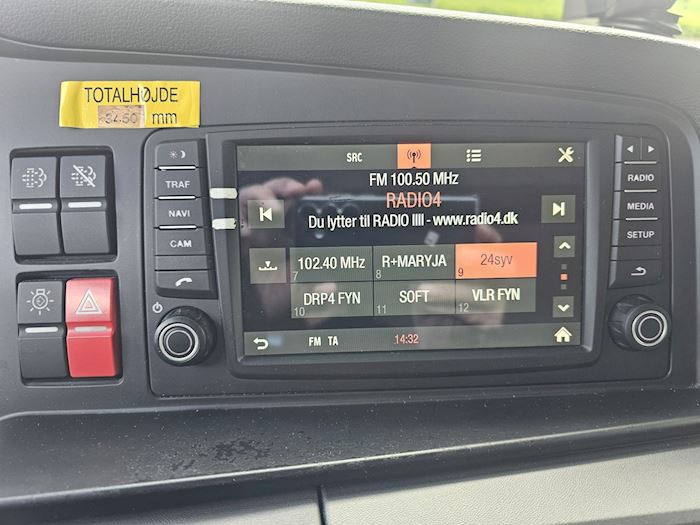 TOTALHØJDE
3450 mm
TRAF
NAVI
CAM
SRC
FM 100.50 MHz
RADIO4
Du lytter til RADIO IIII - www.radio4.dk
102.40 MHz
7
R+MARYJA
8
24syv
9
DRP4 FYN
10
SOFT
11
VLR FYN
12
FM TA
14:32
RADIO
MEDIA
SETUP